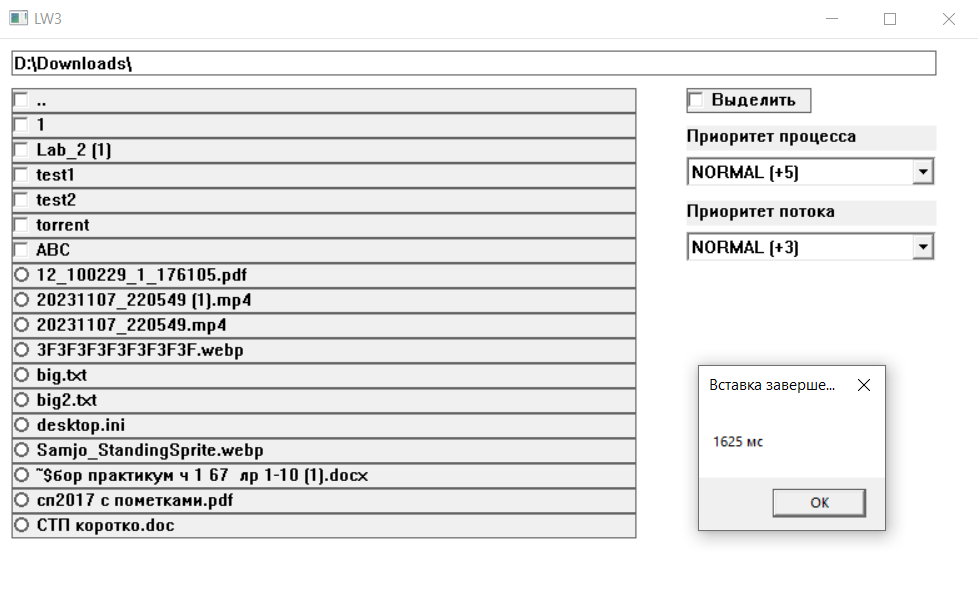 LW3
D:\Downloads\
..
1
Lab_2 (1)
test1
test2
torrent
ABC
12_100229_1_176105.pdf
20231107_220549 (1).mp4
20231107_220549.mp4
3F3F3F3F3F3F3F3F.webp
big.txt
big2.txt
desktop.ini
Samjo_StandingSprite.webp
~$бор практикум ч 1 67  лр 1-10 (1).docx
сп2017 с пометками.pdf
СТП коротко.doc
Выделить
Приоритет процесса
NORMAL (+5)
Приоритет потока
NORMAL (+3)
Вставка заверше...
1625 мс
OK